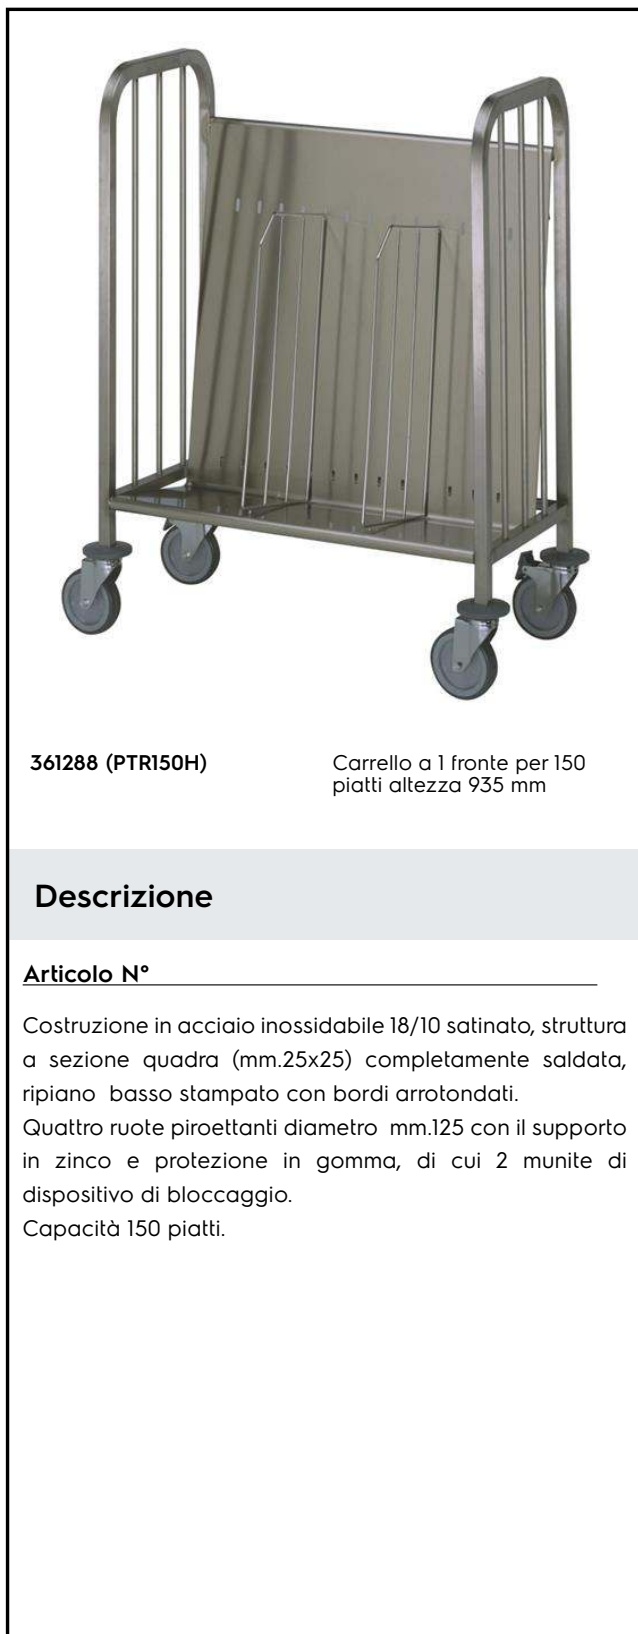 361288 (PTR150H)
Carrello a 1 fronte per 150
piatti altezza 935 mm
Descrizione
Articolo N°
Costruzione in acciaio inossidabile 18/10 satinato, struttura
a sezione quadra (mm.25x25) completamente saldata,
ripiano basso stampato con bordi arrotondati.
Quattro ruote piroettanti diametro mm.125 con il supporto
in zinco e protezione in gomma, di cui 2 munite di
dispositivo di bloccaggio.
Capacità 150 piatti.